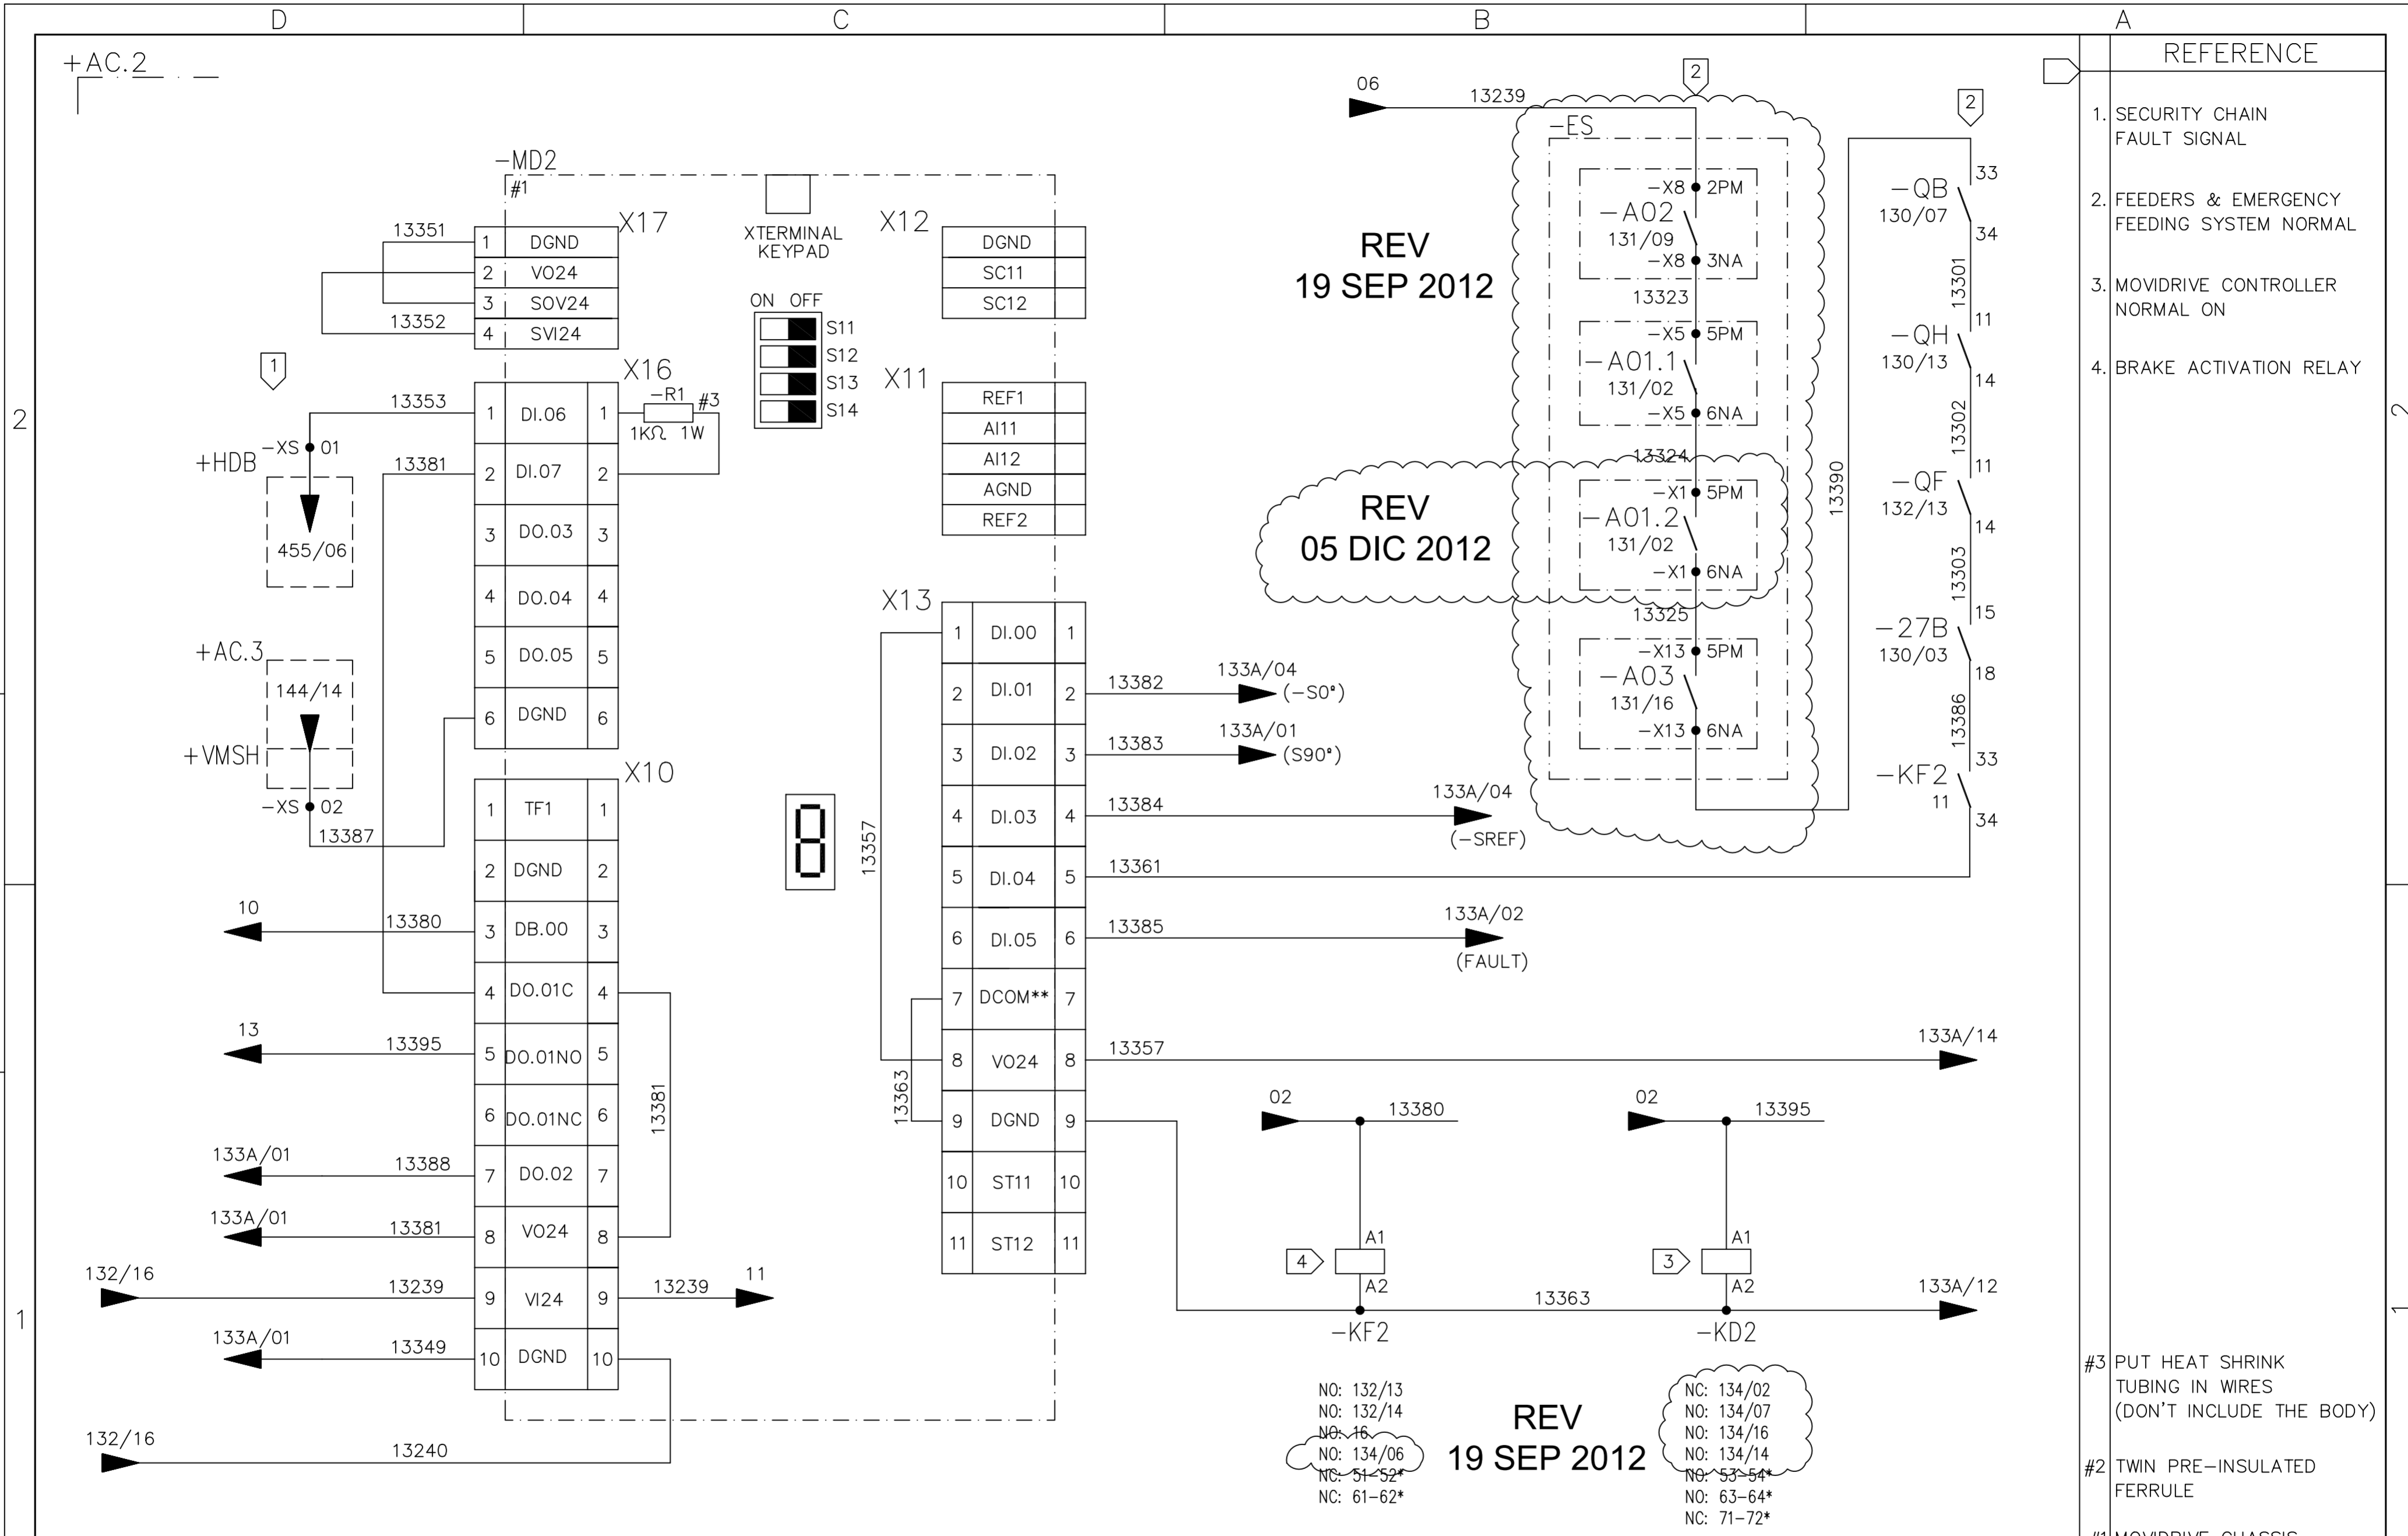 D C B A
+AC.2
REFERENCE
1. SECURITY CHAIN
FAULT SIGNAL
2. FEEDERS & EMERGENCY
FEEDING SYSTEM NORMAL
3. MOVIDRIVE CONTROLLER
NORMAL ON
4. BRAKE ACTIVATION RELAY
#3 PUT HEAT SHRINK
TUBING IN WIRES
(DON'T INCLUDE THE BODY)
#2 TWIN PRE-INSULATED
FERRULE
#1 MOVIDRIVE CHASSIS
2
1
2
1
-MD2
#1
XTERMINAL
KEYPAD
ON OFF
S11
S12
S13
S14
X17
13351
1 DGND
2 VO24
3 SOV24
13352
4 SVI24
X16
1
13353
1 DI.06 1
-R1 #3
1KΩ 1W
13381
2 DI.07 2
3 DO.03 3
4 DO.04 4
5 DO.05 5
6 DGND 6
-XS 01
+HDB
455/06
+AC.3
144/14
+VMSH
-XS 02
13387
X10
1 TF1 1
2 DGND 2
10
13380
3 DB.00 3
4 DO.01C 4
13
13395
5 DO.01NO 5
6 DO.01NC 6
13381
133A/01
13388
7 DO.02 7
133A/01
13381
8 VO24 8
132/16
13239
9 VI24 9
13239
11
133A/01
13349
10 DGND 10
132/16
13240
X12
DGND
SC11
SC12
X11
REF1
AI11
AI12
AGND
REF2
X13
1 DI.00 1
2 DI.01 2
13382
133A/04
(-S0°)
3 DI.02 3
13383
133A/01
(S90°)
4 DI.03 4
13384
133A/04
(-SREF)
5 DI.04 5
13361
6 DI.05 6
13385
133A/02
(FAULT)
7 DCOM** 7
8 VO24 8
13357
133A/14
9 DGND 9
10 ST11 10
11 ST12 11
13357
13363
06
13239
2
-ES
-X8 2PM
-A02
131/09
-X8 3NA
REV
19 SEP 2012
13323
-X5 5PM
-A01.1
131/02
-X5 6NA
13324
REV
05 DIC 2012
-X1 5PM
-A01.2
131/02
-X1 6NA
13325
-X13 5PM
-A03
131/16
-X13 6NA
13390
2
33
-QB
130/07
34
13301
11
-QH
130/13
14
13302
11
-QF
132/13
14
13303
15
-27B
130/03
18
13386
33
-KF2
11
34
02
13380
02
13395
4
A1
A2
3
A1
A2
13363
133A/12
-KF2
-KD2
NO: 132/13
NO: 132/14
NO: 16
NO: 134/06
NC: 51-52*
NC: 61-62*
REV
19 SEP 2012
NC: 134/02
NO: 134/07
NO: 134/16
NO: 134/14
NO: 53-54*
NO: 63-64*
NC: 71-72*